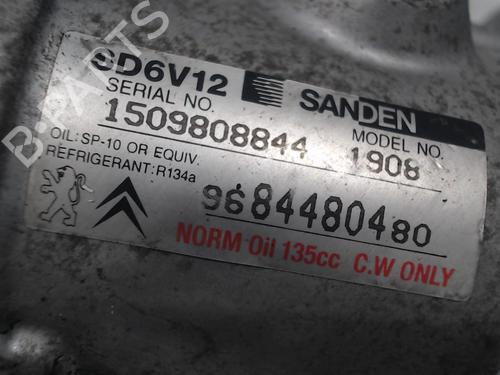 SD6V12 SANDEN
SERIAL NO. MODEL NO.
1509808844 1908
OIL: SP-10 OR EQUIV.
REFRIGERANT: R134a
9684480480
NORM Oil 135cc C.W ONLY
B-PARTS